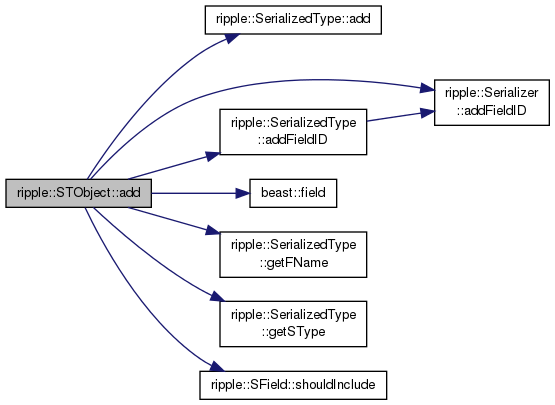 ripple::SerializedType::add
ripple::Serializer
::addFieldID
ripple::SerializedType
::addFieldID
ripple::STObject::add
beast::field
ripple::SerializedType
::getFName
ripple::SerializedType
::getSType
ripple::SField::shouldInclude